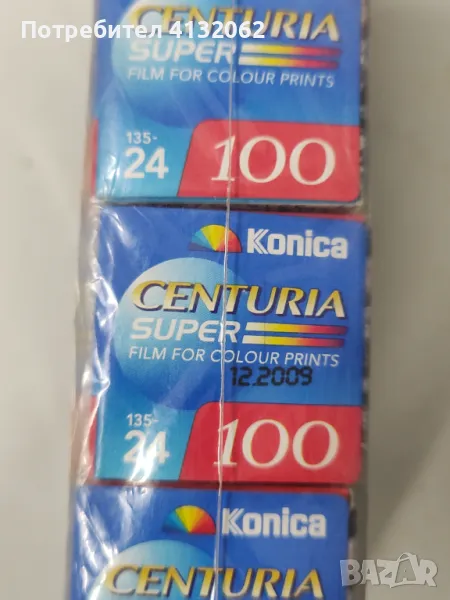 Потребител 4132062
CENTURIA
SUPER
FILM FOR COLOUR PRINTS
135-
24
100
Konica
CENTURIA
SUPER
FILM FOR COLOUR PRINTS
12.2009
135-
24
100
Konica
CENTURIA
BAZAR